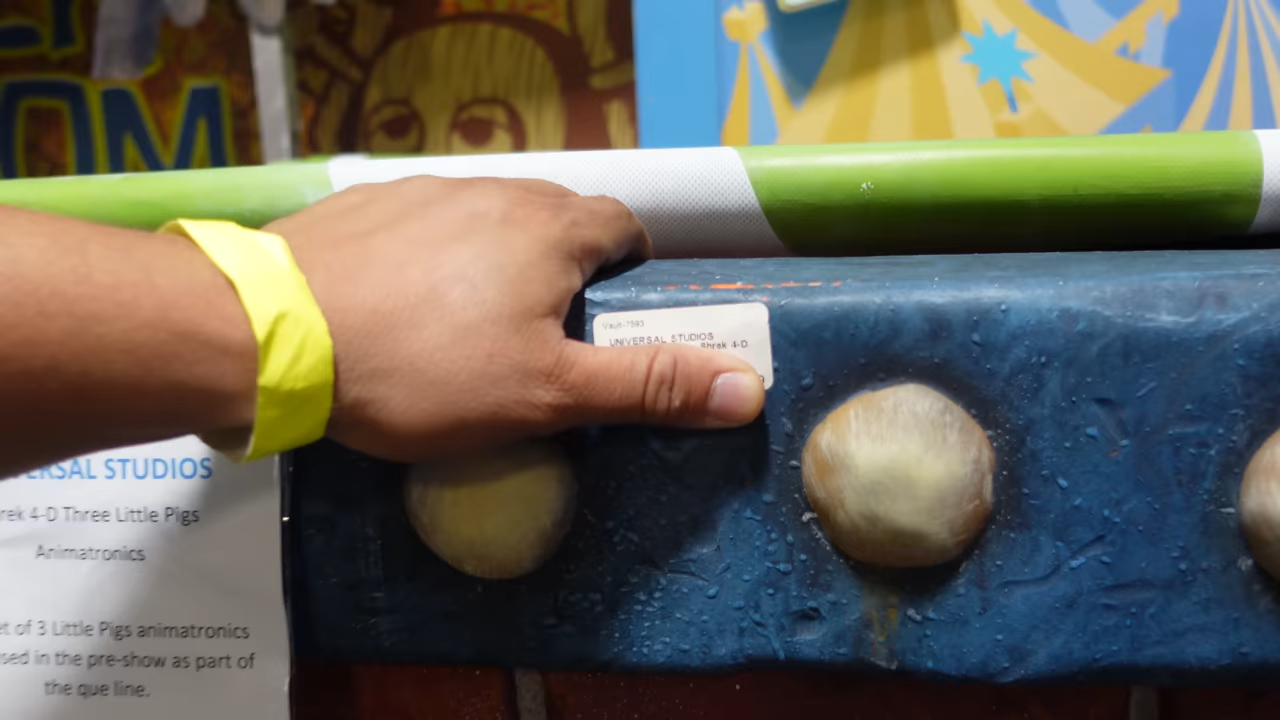 OM
Vault-7593
UNIVERSAL STUDIOS
Shrek 4-D
ERSAL STUDIOS
rek 4-D Three Little Pigs
Animatronics
et of 3 Little Pigs animatronics
sed in the pre-show as part of
the que line.